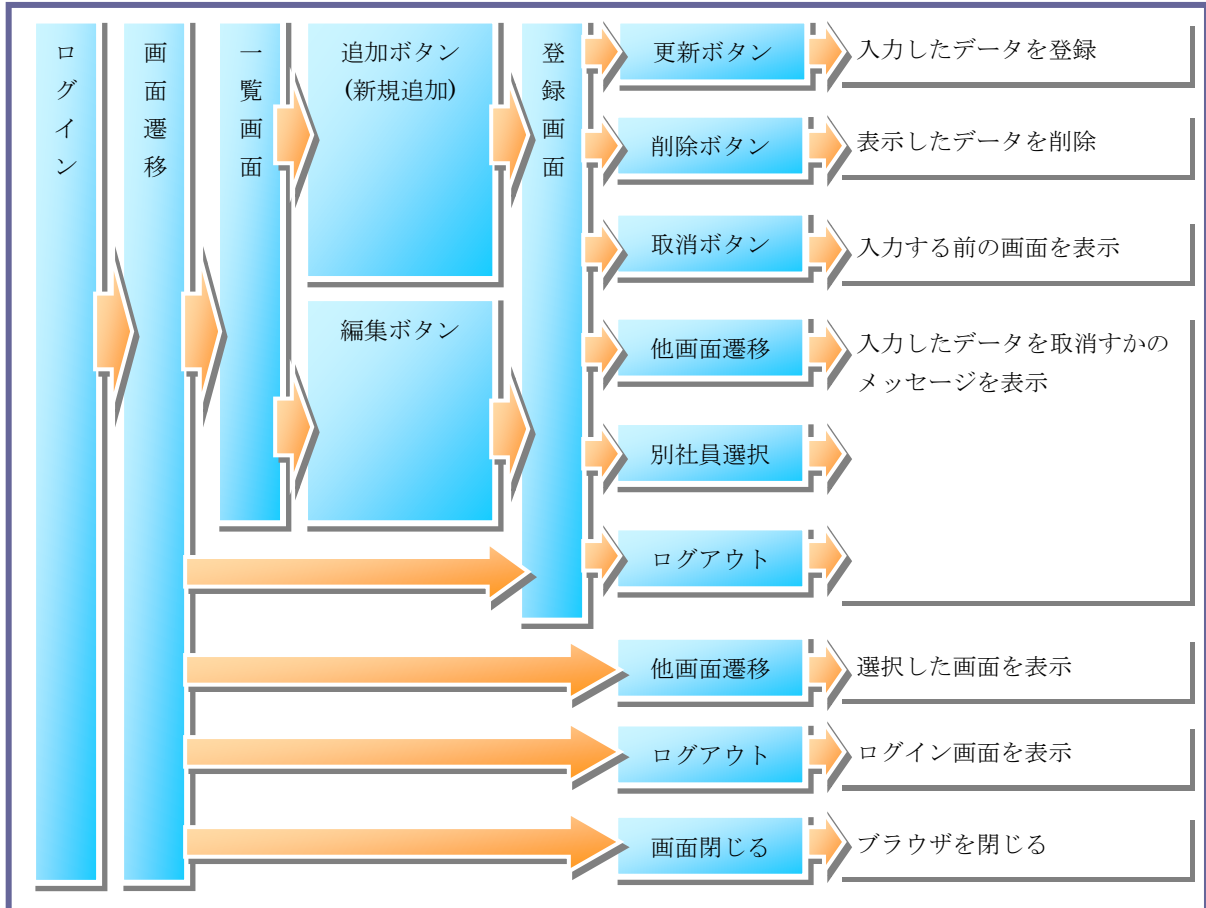 ログイン
画面遷移
一覧画面
追加ボタン
(新規追加)
編集ボタン
登録画面
更新ボタン
入力したデータを登録
削除ボタン
表示したデータを削除
取消ボタン
入力する前の画面を表示
他画面遷移
入力したデータを取消すかの
メッセージを表示
別社員選択
ログアウト
他画面遷移
選択した画面を表示
ログアウト
ログイン画面を表示
画面閉じる
ブラウザを閉じる